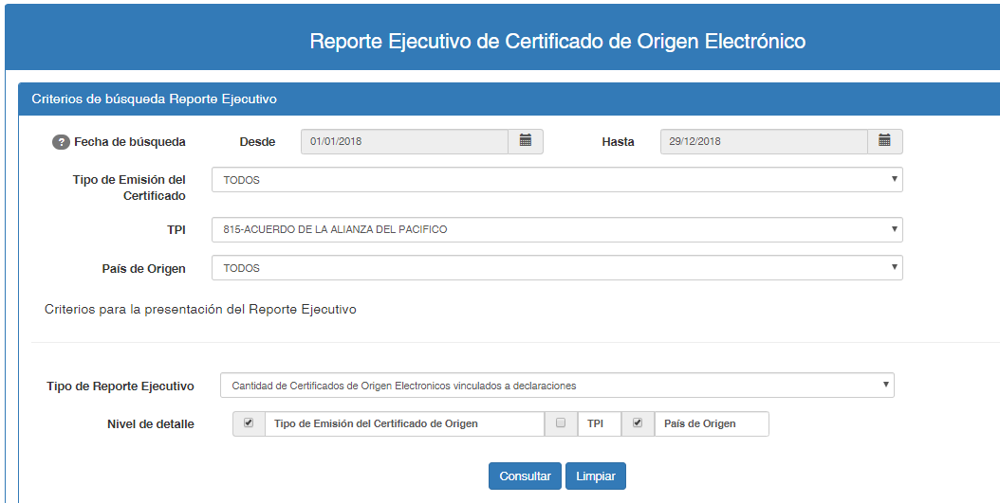 Reporte Ejecutivo de Certificado de Origen Electrónico
Criterios de búsqueda Reporte Ejecutivo
? Fecha de búsqueda Desde 01/01/2018 Hasta 29/12/2018
Tipo de Emisión del
Certificado TODOS
TPI 815-ACUERDO DE LA ALIANZA DEL PACIFICO
País de Origen TODOS
Criterios para la presentación del Reporte Ejecutivo
Tipo de Reporte Ejecutivo Cantidad de Certificados de Origen Electronicos vinculados a declaraciones
Nivel de detalle Tipo de Emisión del Certificado de Origen TPI País de Origen
Consultar Limpiar